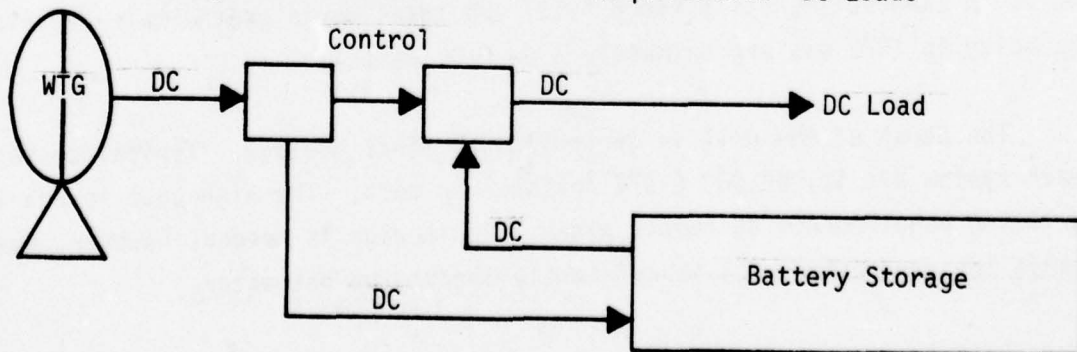 Control
WTG
DC
DC
DC Load
DC
Battery Storage
DC